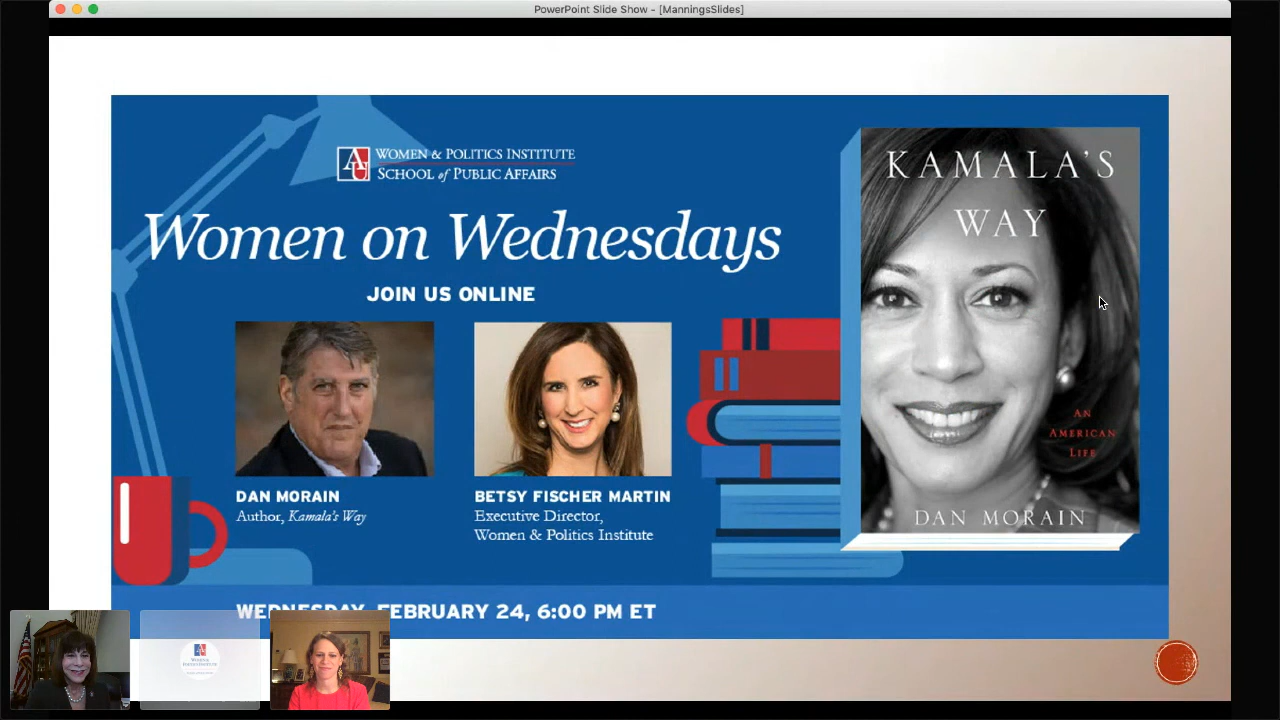 PowerPoint Slide Show - [ManningsSlides]
AU
WOMEN & POLITICS INSTITUTE
SCHOOL of PUBLIC AFFAIRS
Women on Wednesdays
JOIN US ONLINE
DAN MORAIN
Author, Kamala's Way
BETSY FISCHER MARTIN
Executive Director,
Women & Politics Institute
WEDNESDAY, FEBRUARY 24, 6:00 PM ET
KAMALA'S
WAY
AN
AMERICAN
LIFE
DAN MORAIN